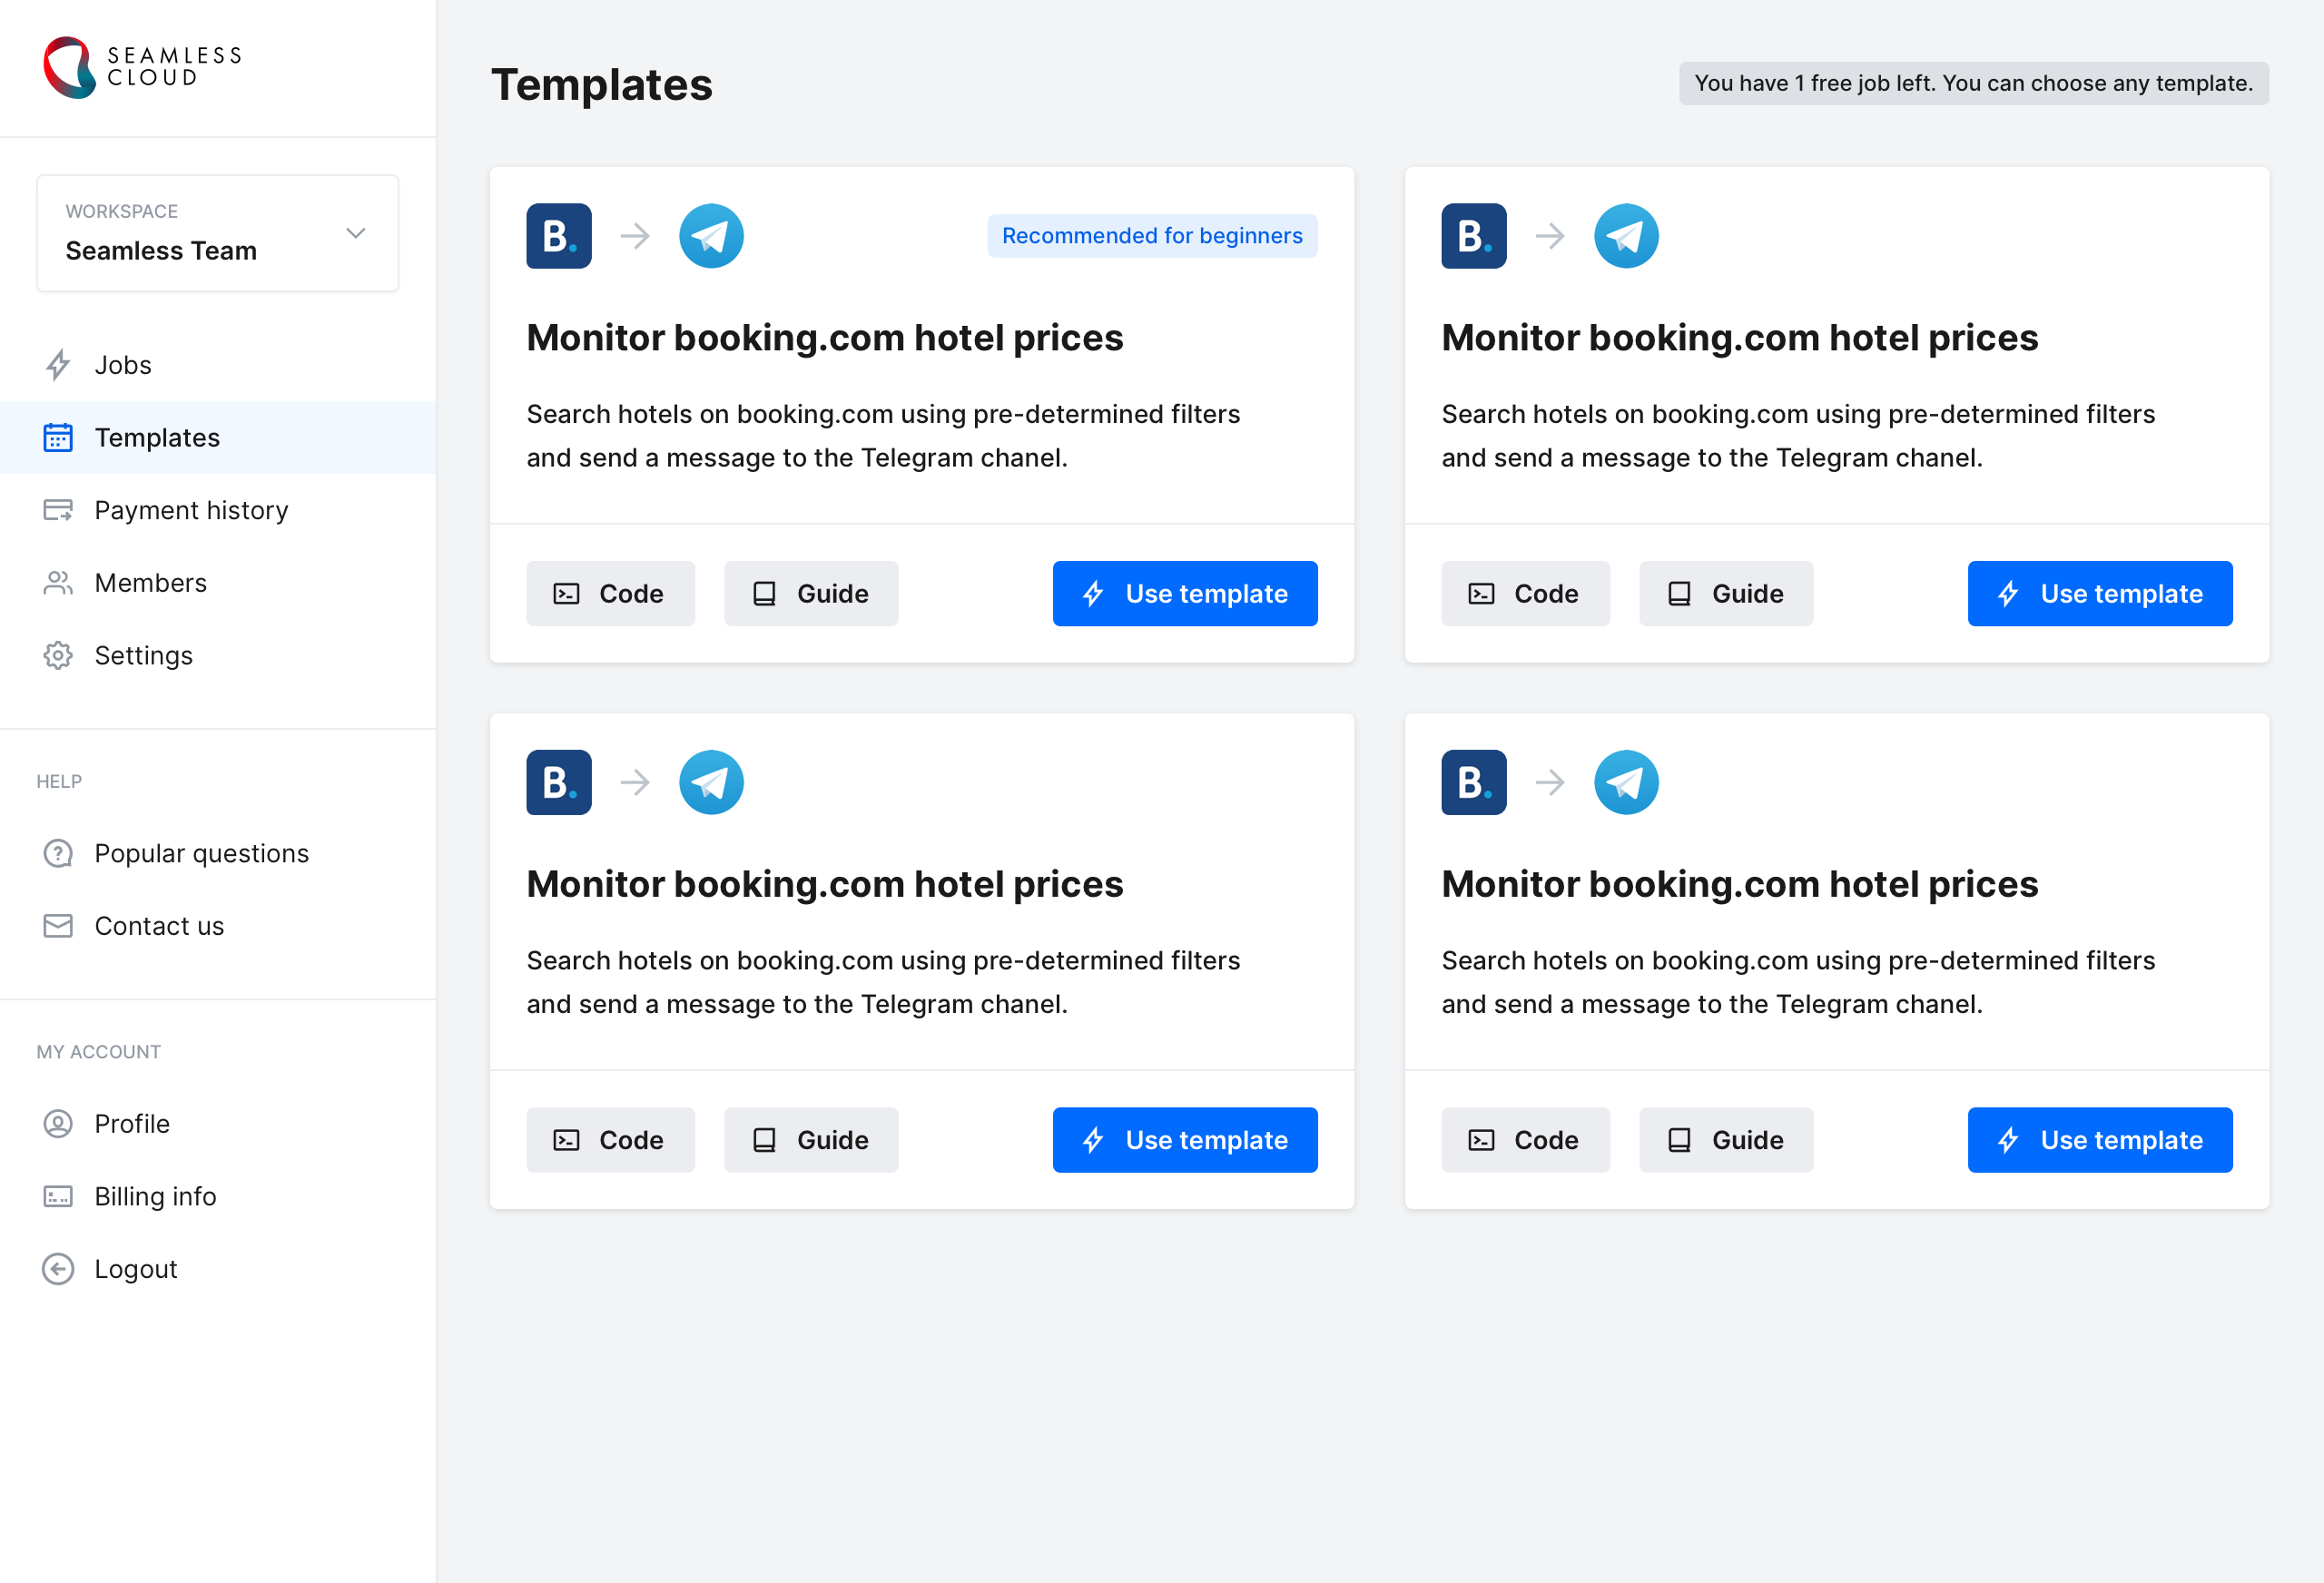 SEAMLESS
CLOUD
WORKSPACE
Seamless Team
Jobs
Templates
Payment history
Members
Settings
HELP
Popular questions
Contact us
MY ACCOUNT
Profile
Billing info
Logout
Templates
You have 1 free job left. You can choose any template.
B.
Recommended for beginners
Monitor booking.com hotel prices
Search hotels on booking.com using pre-determined filters
and send a message to the Telegram chanel.
Code
Guide
Use template
B.
Monitor booking.com hotel prices
Search hotels on booking.com using pre-determined filters
and send a message to the Telegram chanel.
Code
Guide
Use template
B.
Monitor booking.com hotel prices
Search hotels on booking.com using pre-determined filters
and send a message to the Telegram chanel.
Code
Guide
Use template
B.
Monitor booking.com hotel prices
Search hotels on booking.com using pre-determined filters
and send a message to the Telegram chanel.
Code
Guide
Use template